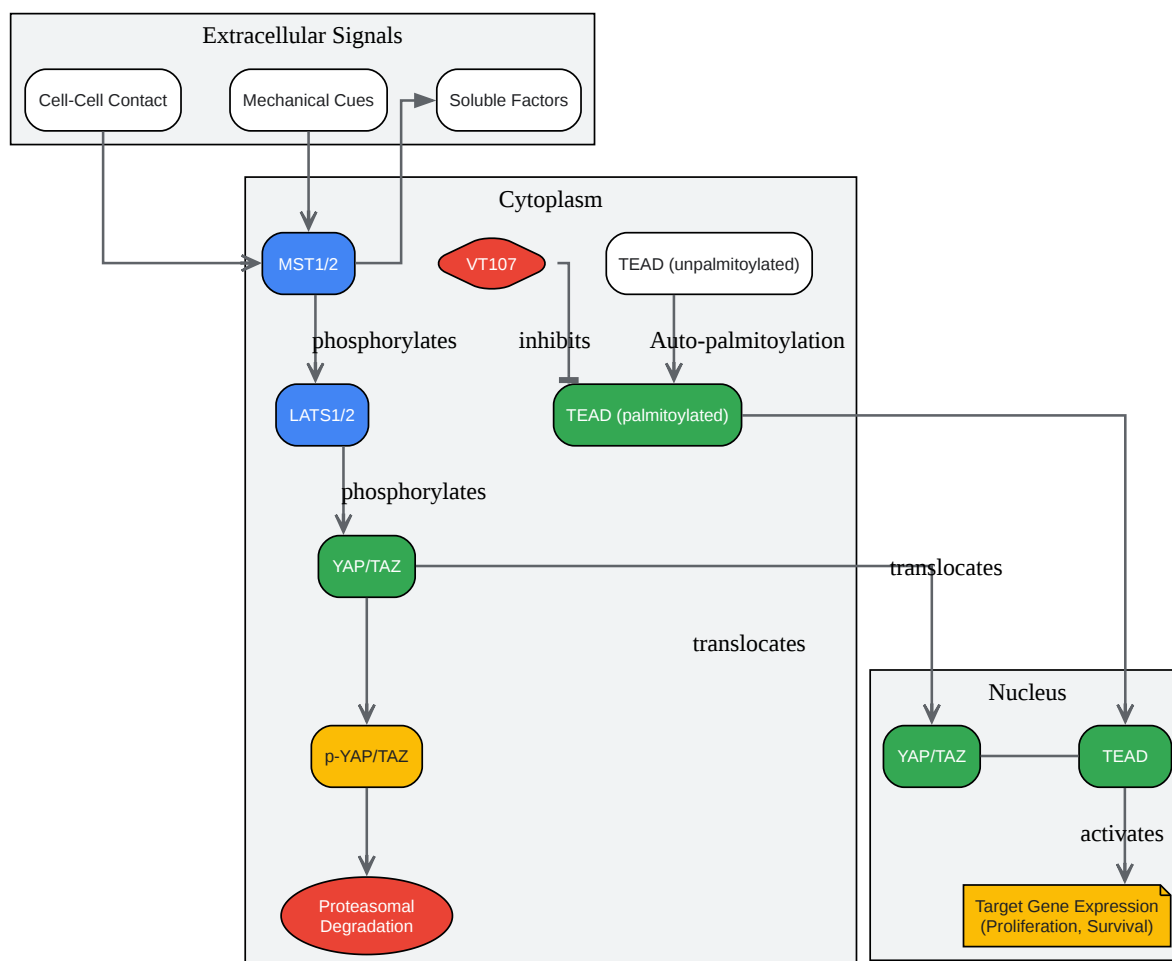 Extracellular Signals
Cell-Cell Contact
Mechanical Cues
Soluble Factors
Cytoplasm
MST1/2
VT107
TEAD (unpalmitoylated)
phosphorylates
inhibits
Auto-palmitoylation
LATS1/2
TEAD (palmitoylated)
phosphorylates
YAP/TAZ
translocates
translocates
Nucleus
p-YAP/TAZ
YAP/TAZ
TEAD
activates
Proteasomal
Degradation
Target Gene Expression
(Proliferation, Survival)